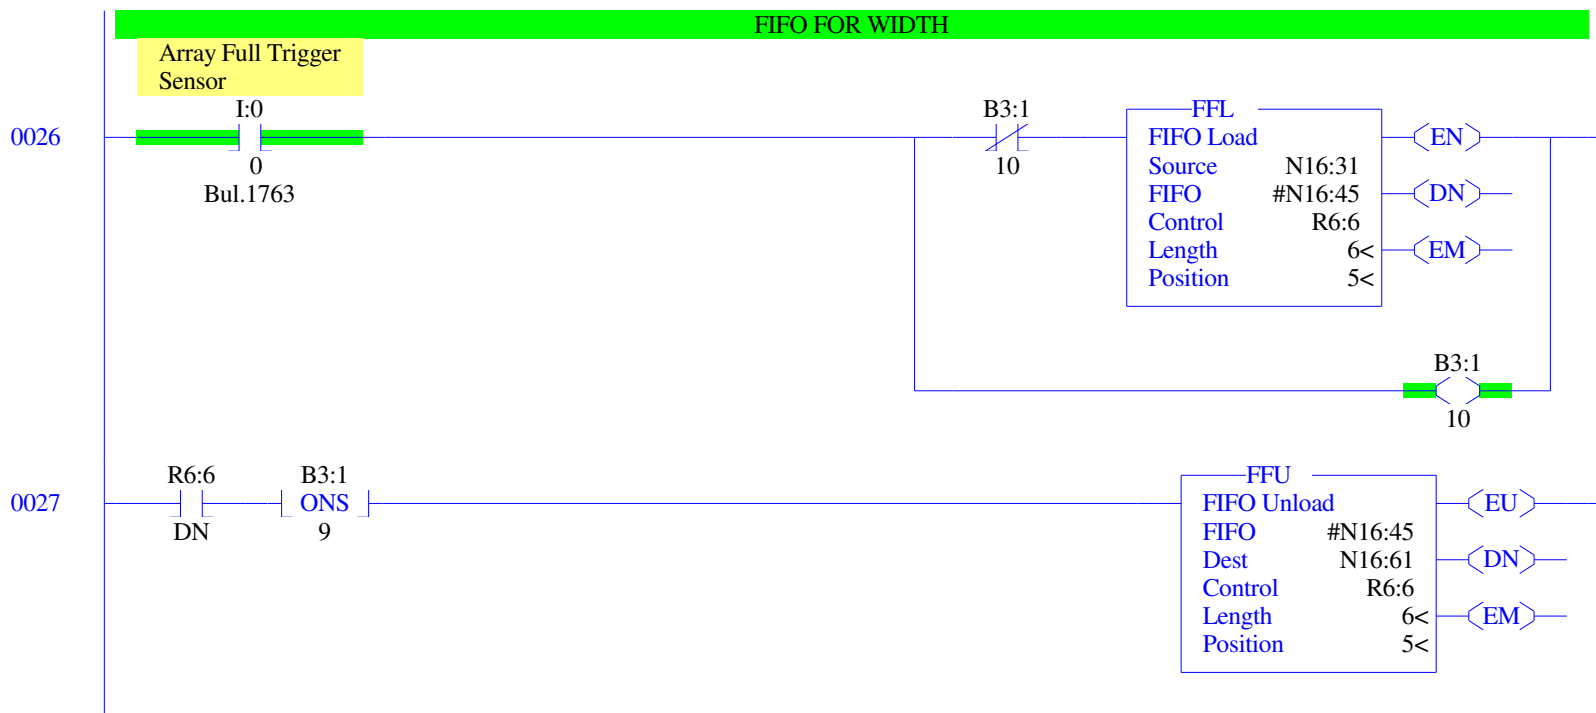 FIFO FOR WIDTH
Array Full Trigger
Sensor
I:0
0
Bul.1763
0026
B3:1
10
FFL
FIFO Load
Source N16:31
FIFO #N16:45
Control R6:6
Length 6<
Position 5<
EN
DN
EM
B3:1
10
0027
R6:6
DN
B3:1
ONS
9
FFU
FIFO Unload
FIFO #N16:45
Dest N16:61
Control R6:6
Length 6<
Position 5<
EU
DN
EM